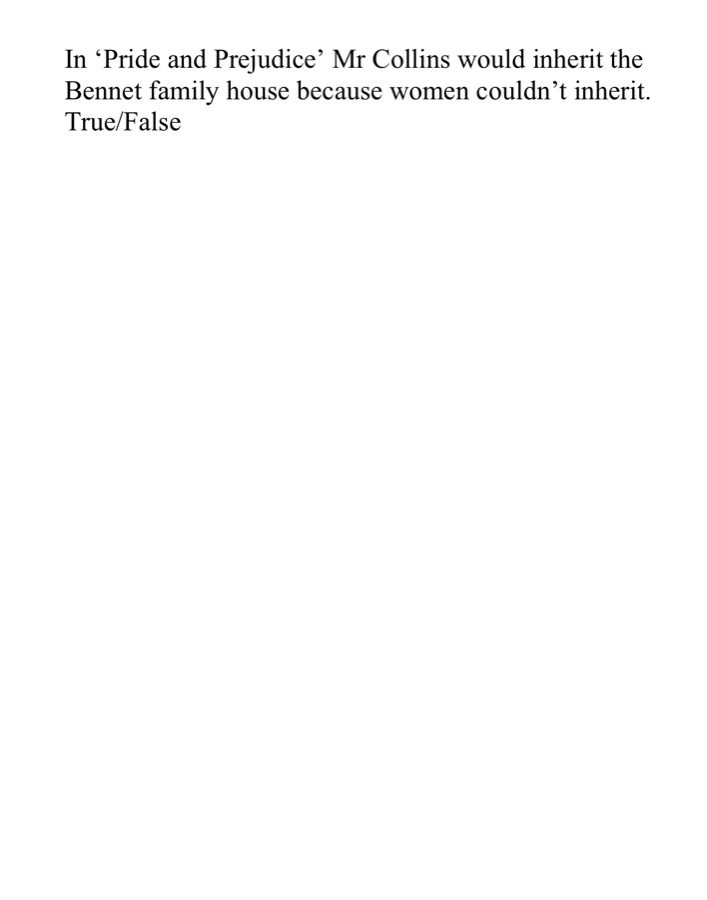 In ‘Pride and Prejudice’ Mr Collins would inherit the
Bennet family house because women couldn’t inherit.
True/False